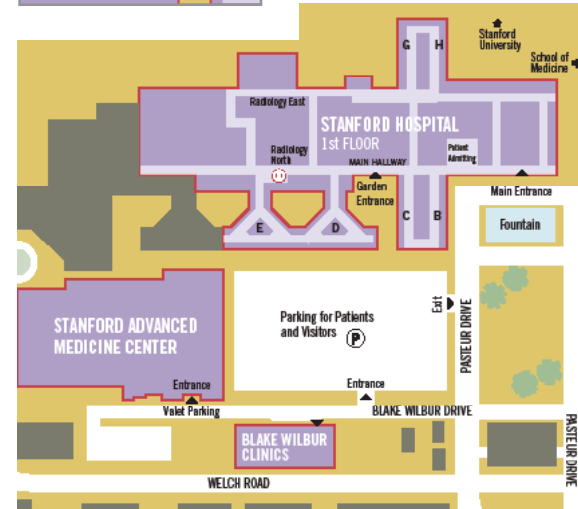 Stanford
University
School of
Medicine
G
H
Radiology East
STANFORD HOSPITAL
1st FLOOR
Radiology
North
MAIN HALLWAY
Patient
Admitting
Garden
Entrance
Main Entrance
C
B
E
D
Fountain
STANFORD ADVANCED
MEDICINE CENTER
Parking for Patients
and Visitors
P
Exit
PASTEUR DRIVE
Entrance
Valet Parking
Entrance
BLAKE WILBUR DRIVE
BLAKE WILBUR
CLINICS
PASTEUR DRIVE
WELCH ROAD